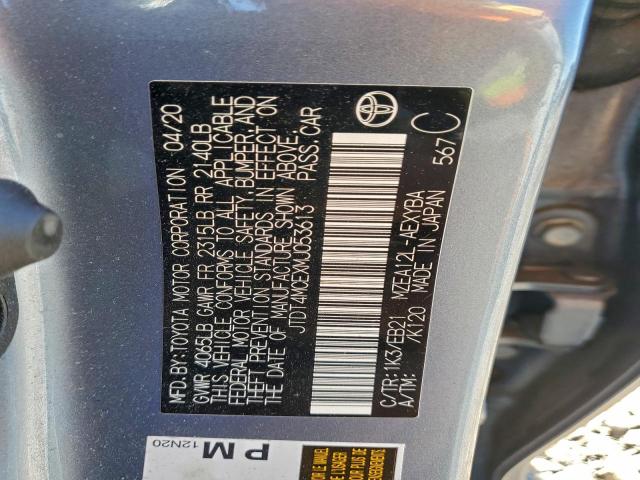 MFD. BY: TOYOTA MOTOR CORPORATION 04/20
GVWR 4065LB GAWR FR 2315LB RR 2140LB
THIS VEHICLE CONFORMS TO ALL APPLICABLE
FEDERAL MOTOR VEHICLE SAFETY, BUMPER, AND
THEFT PREVENTION STANDARDS IN EFFECT ON
THE DATE OF MANUFACTURE SHOWN ABOVE.
JTDT4MCEXMJ053613 PASS.CAR
C/TR: 1K3/EB21 MZEA12L-AEXYBA
A/TM: /K120 MADE IN JAPAN 567 C
PM
12N20